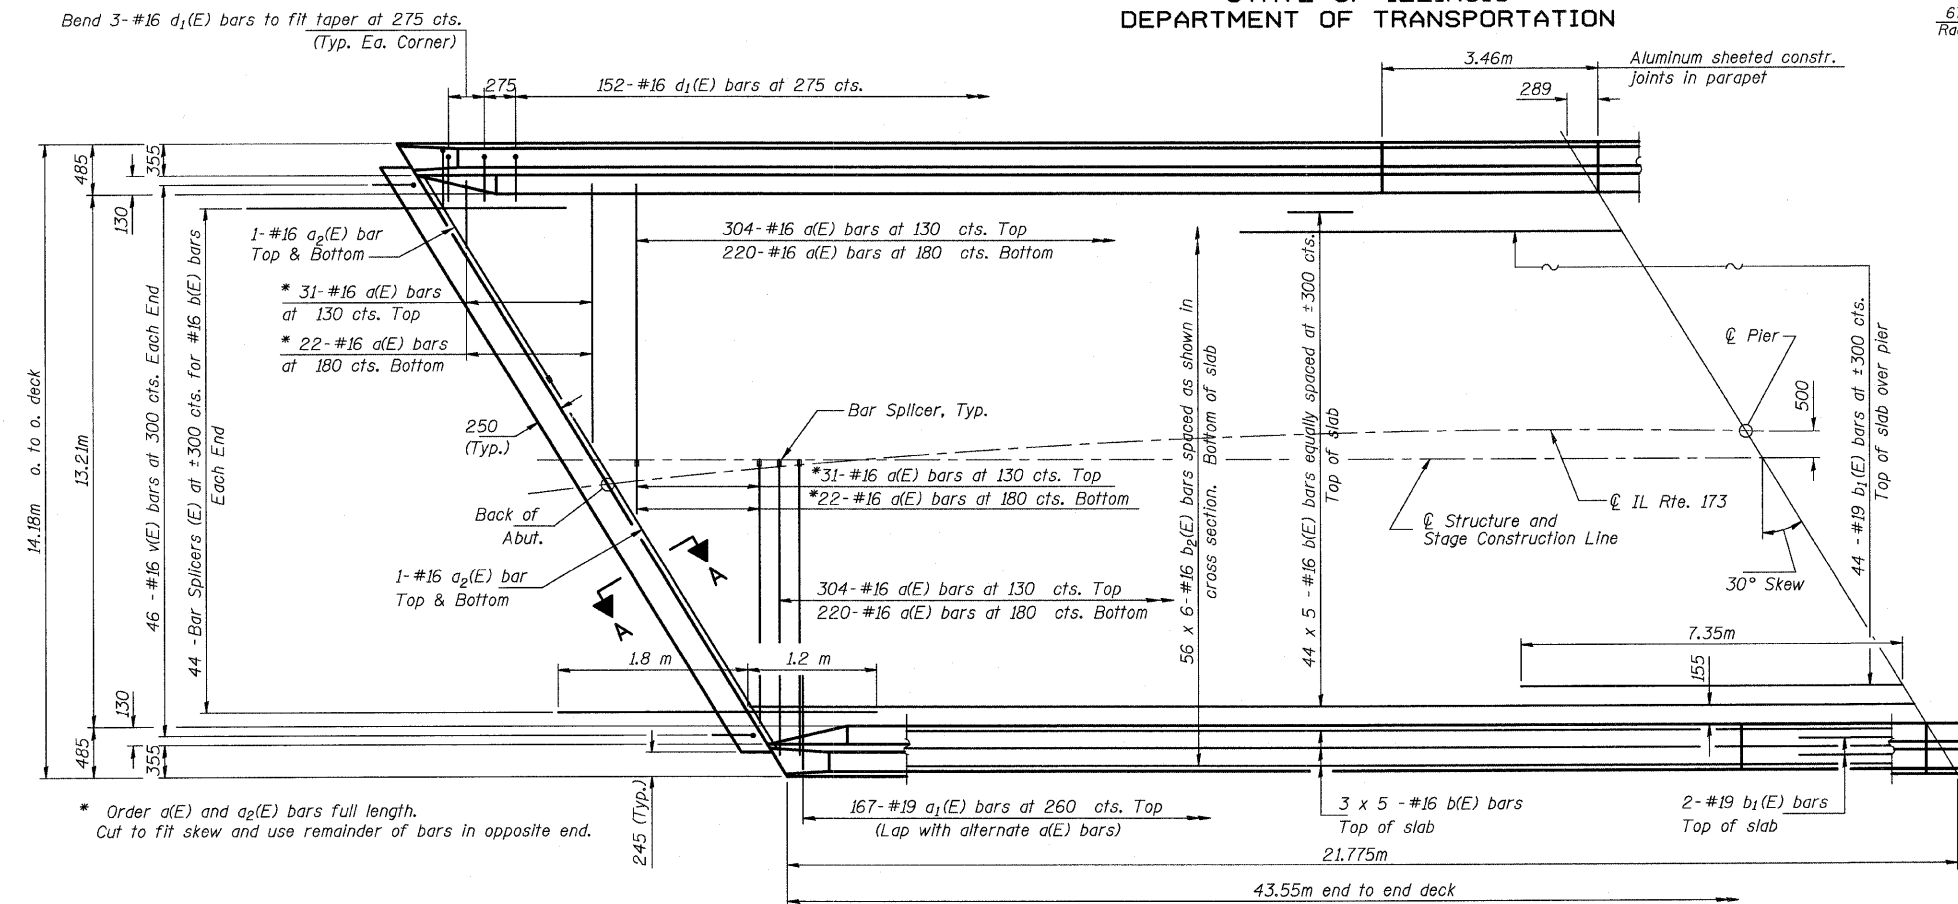 DEPARTMENT OF TRANSPORTATION
Bend 3-#16 d₁(E) bars to fit taper at 275 cts.
(Typ. Ea. Corner)
275
152-#16 d₁(E) bars at 275 cts.
3.46m
Aluminum sheeted constr.
joints in parapet
289
485
355
130
14.18m o. to o. deck
13.21m
46 -#16 v(E) bars at 300 cts. Each End
44 -Bar Splicers (E) at ±300 cts. for #16 b(E) bars
Each End
1-#16 a₂(E) bar
Top & Bottom
304-#16 a(E) bars at 130 cts. Top
220-#16 a(E) bars at 180 cts. Bottom
* 31-#16 a(E) bars
at 130 cts. Top
* 22-#16 a(E) bars
at 180 cts. Bottom
250
(Typ.)
Bar Splicer, Typ.
Back of
Abut.
*31-#16 a(E) bars at 130 cts. Top
*22-#16 a(E) bars at 180 cts. Bottom
1-#16 a₂(E) bar
Top & Bottom
A
A
304-#16 a(E) bars at 130 cts. Top
220-#16 a(E) bars at 180 cts. Bottom
56 x 6-#16 b₂(E) bars spaced as shown in
cross section. Bottom of slab
44 x 5 -#16 b(E) bars equally spaced at ±300 cts.
Top of slab
℄ Pier
500
44 -#19 b₁(E) bars at ±300 cts.
Top of slab over pier
℄ IL Rte. 173
℄ Structure and
Stage Construction Line
30° Skew
7.35m
155
1.8 m
1.2 m
130
485
355
245 (Typ.)
* Order a(E) and a₂(E) bars full length.
Cut to fit skew and use remainder of bars in opposite end.
167-#19 a₁(E) bars at 260 cts. Top
(Lap with alternate a(E) bars)
3 x 5 -#16 b(E) bars
Top of slab
2-#19 b₁(E) bars
Top of slab
21.775m
43.55m end to end deck